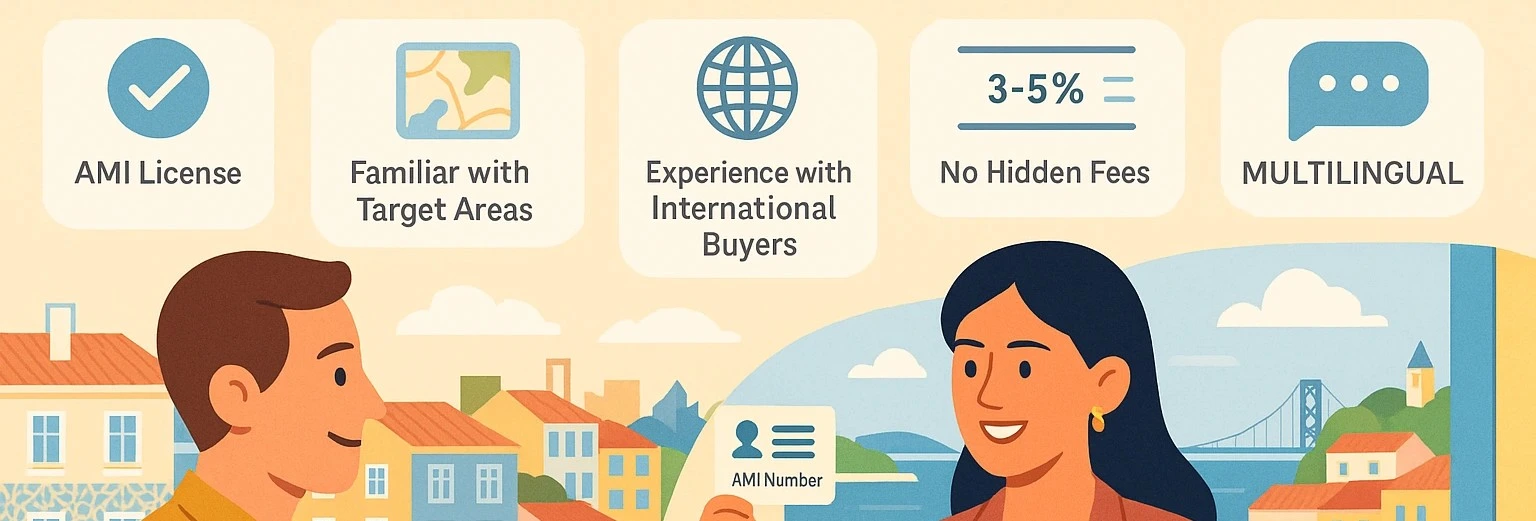 AMI License
Familiar with
Target Areas
Experience with
International
Buyers
3-5%
No Hidden Fees
MULTILINGUAL
AMI Number